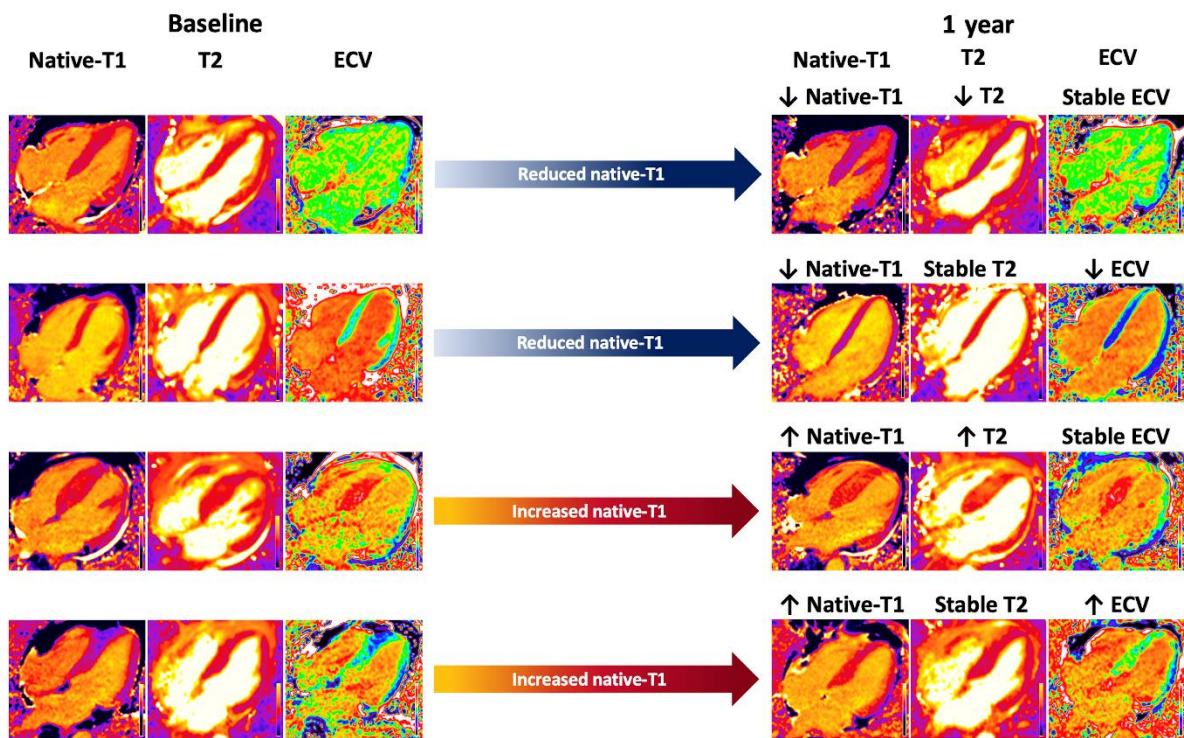 Baseline
1 year
Native-T1 T2 ECV
Native-T1 T2 ECV
↓ Native-T1 ↓ T2 Stable ECV
Reduced native-T1
↓ Native-T1 Stable T2 ↓ ECV
Reduced native-T1
↑ Native-T1 ↑ T2 Stable ECV
Increased native-T1
↑ Native-T1 Stable T2 ↑ ECV
Increased native-T1